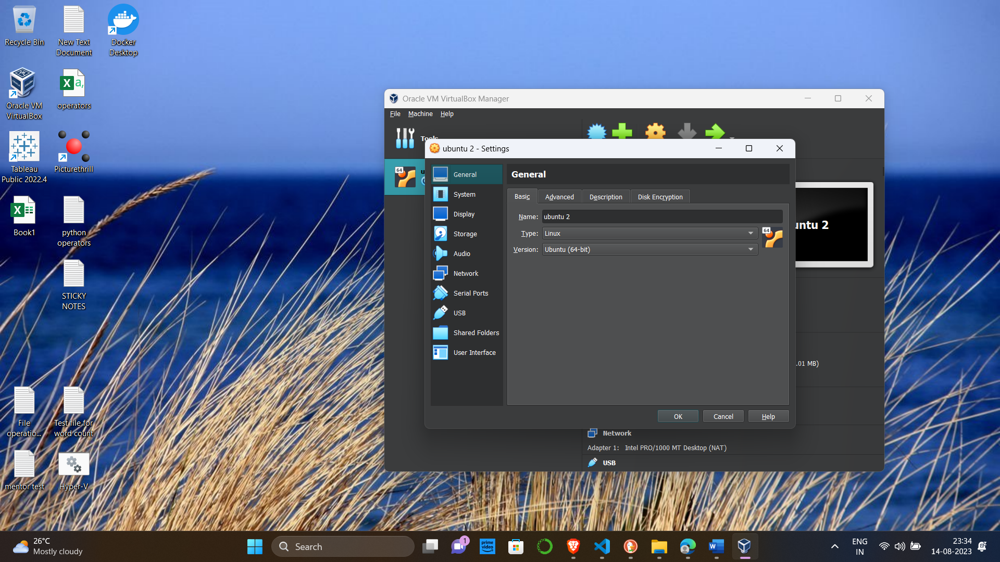 Recycle Bin
New Text
Document
Docker
Desktop
Oracle VM
VirtualBox
operators
Tableau
Public 2022.4
Picturethrill
Book1
python
operators
STICKY
NOTES
File
operatio...
Test file for
word count
mentor test
Hyper-V
Oracle VM VirtualBox Manager
File Machine Help
Tools
64
ubuntu 2 - Settings
General
System
Display
Storage
Audio
Network
Serial Ports
USB
Shared Folders
User Interface
General
Basic Advanced Description Disk Encryption
Name: ubuntu 2
Type: Linux
64
Version: Ubuntu (64-bit)
OK Cancel Help
untu 2
.01 MB)
Network
Adapter 1: Intel PRO/1000 MT Desktop (NAT)
USB
26°C
Mostly cloudy
Search
1
prime
video
ENG
IN
23:34
14-08-2023